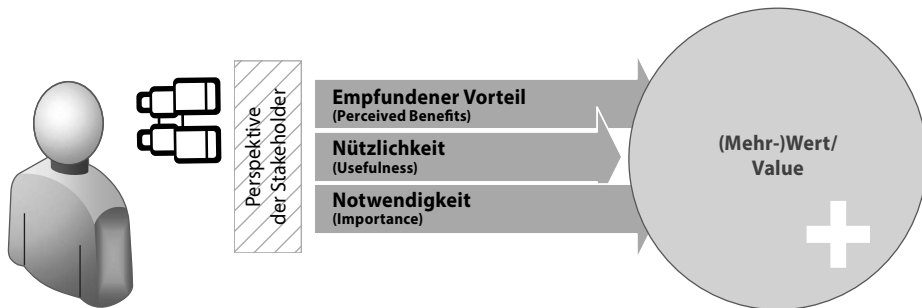 Perspektive
der Stakeholder
Empfundener Vorteil
(Perceived Benefits)
Nützlichkeit
(Usefulness)
Notwendigkeit
(Importance)
(Mehr-)Wert/
Value